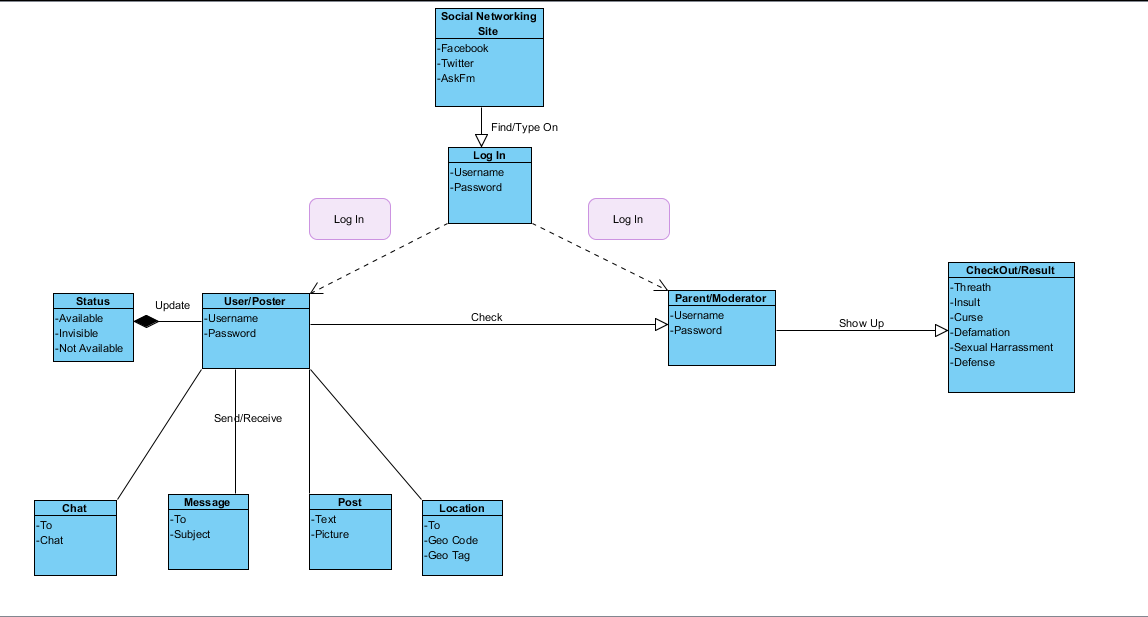 Social Networking
Site
-Facebook
-Twitter
-AskFm
Find/Type On
Log In
-Username
-Password
Log In
Log In
Status
-Available
-Invisible
-Not Available
Update
User/Poster
-Username
-Password
Check
Parent/Moderator
-Username
-Password
Show Up
CheckOut/Result
-Threath
-Insult
-Curse
-Defamation
-Sexual Harrassment
-Defense
Send/Receive
Chat
-To
-Chat
Message
-To
-Subject
Post
-Text
-Picture
Location
-To
-Geo Code
-Geo Tag